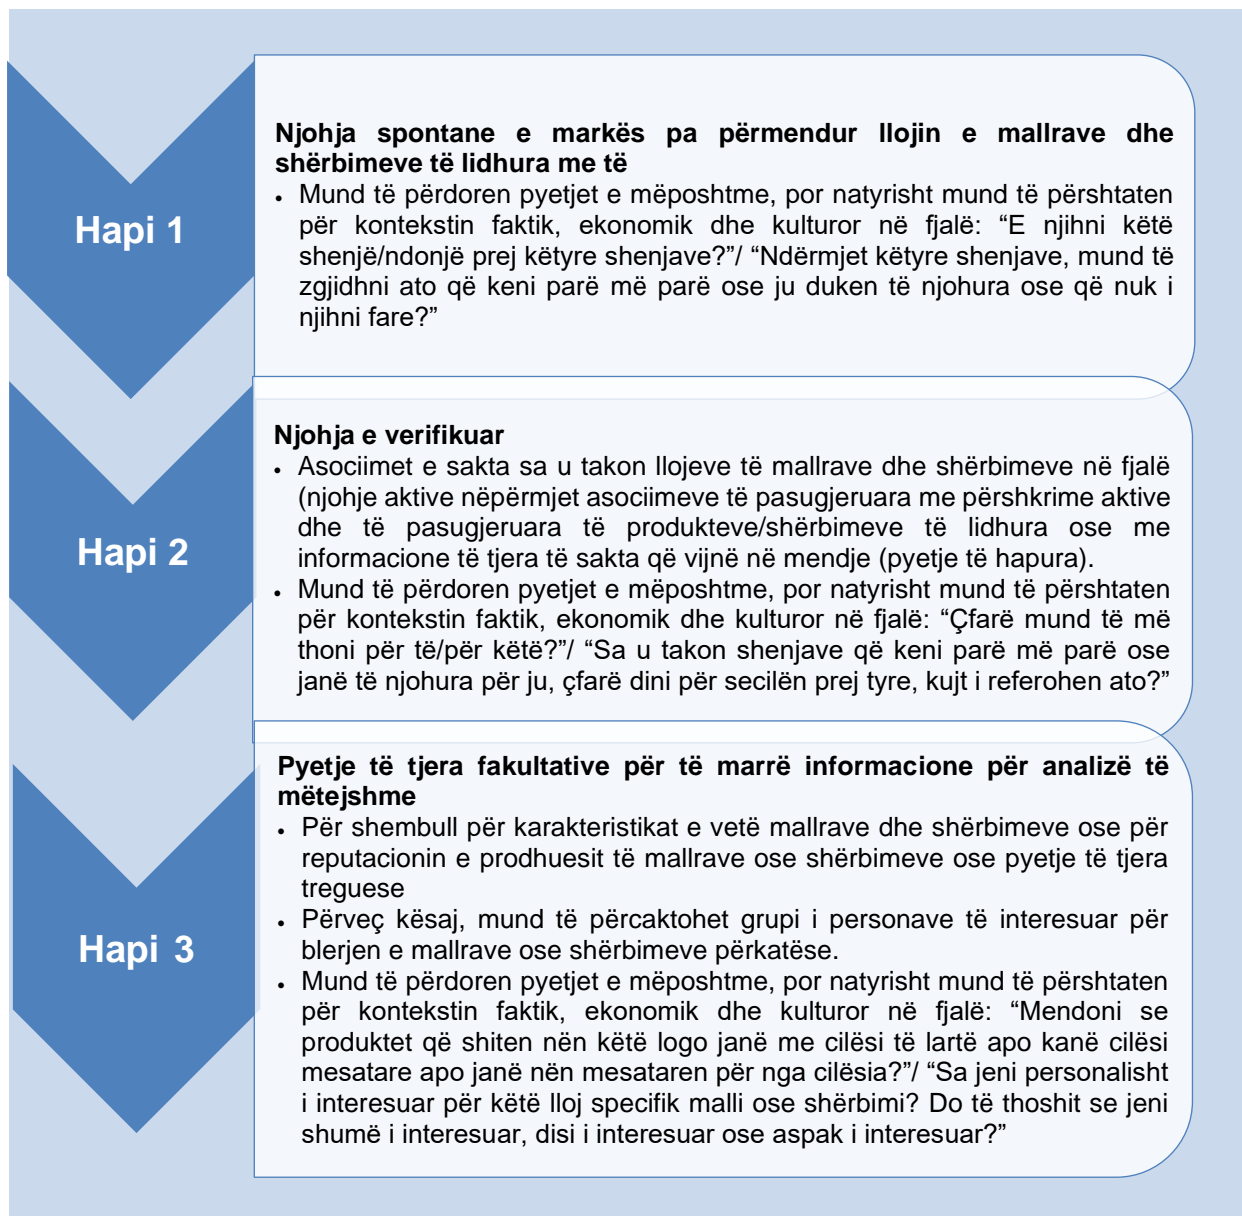 Hapi 1
Njohja spontane e markës pa përmendur llojin e mallrave dhe
shërbimeve të lidhura me të
• Mund të përdoren pyetjet e mëposhtme, por natyrisht mund të përshtaten
për kontekstin faktik, ekonomik dhe kulturor në fjalë: “E njihni këtë
shenjë/ndonjë prej këtyre shenjave?”/ “Ndërmjet këtyre shenjave, mund të
zgjidhni ato që keni parë më parë ose ju duken të njohura ose që nuk i
njihni fare?”
Hapi 2
Njohja e verifikuar
• Asociimet e sakta sa u takon llojeve të mallrave dhe shërbimeve në fjalë
(njohje aktive nëpërmjet asociimeve të pasugjeruara me përshkrime aktive
dhe të pasugjeruara të produkteve/shërbimeve të lidhura ose me
informacione të tjera të sakta që vijnë në mendje (pyetje të hapura).
• Mund të përdoren pyetjet e mëposhtme, por natyrisht mund të përshtaten
për kontekstin faktik, ekonomik dhe kulturor në fjalë: “Çfarë mund të më
thoni për të/për këtë?”/ “Sa u takon shenjave që keni parë më parë ose
janë të njohura për ju, çfarë dini për secilën prej tyre, kujt i referohen ato?”
Hapi 3
Pyetje të tjera fakultative për të marrë informacione për analizë të
mëtejshme
• Për shembull për karakteristikat e vetë mallrave dhe shërbimeve ose për
reputacionin e prodhuesit të mallrave ose shërbimeve ose pyetje të tjera
treguese
• Përveç kësaj, mund të përcaktohet grupi i personave të interesuar për
blerjen e mallrave ose shërbimeve përkatëse.
• Mund të përdoren pyetjet e mëposhtme, por natyrisht mund të përshtaten
për kontekstin faktik, ekonomik dhe kulturor në fjalë: “Mendoni se
produktet që shiten nën këtë logo janë me cilësi të lartë apo kanë cilësi
mesatare apo janë nën mesataren për nga cilësia?”/ “Sa jeni personalisht
i interesuar për këtë lloj specifik malli ose shërbimi? Do të thoshit se jeni
shumë i interesuar, disi i interesuar ose aspak i interesuar?”